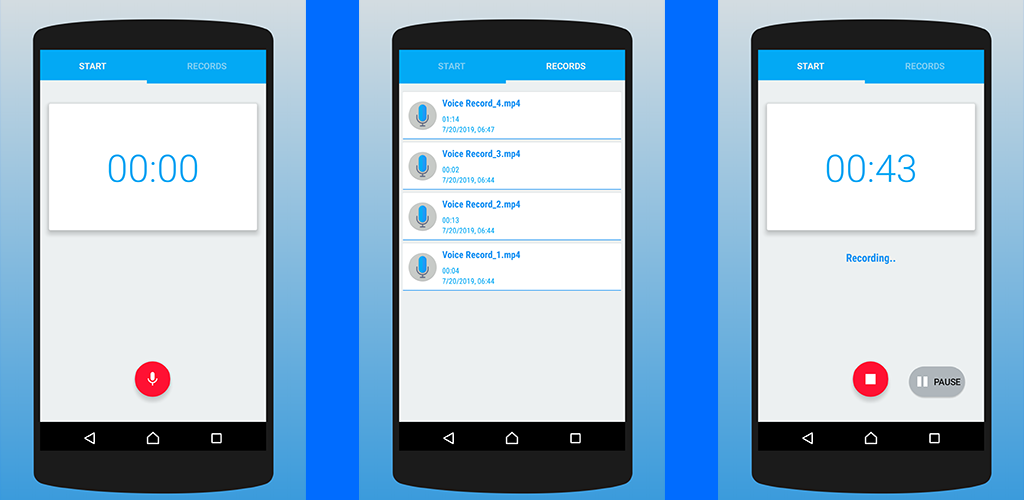 START RECORDS
00:00
START RECORDS
Voice Record_4.mp4
01:14
7/20/2019, 06:47
Voice Record_3.mp4
00:02
7/20/2019, 06:44
Voice Record_2.mp4
00:13
7/20/2019, 06:44
Voice Record_1.mp4
00:04
7/20/2019, 06:44
START RECORDS
00:43
Recording..
PAUSE